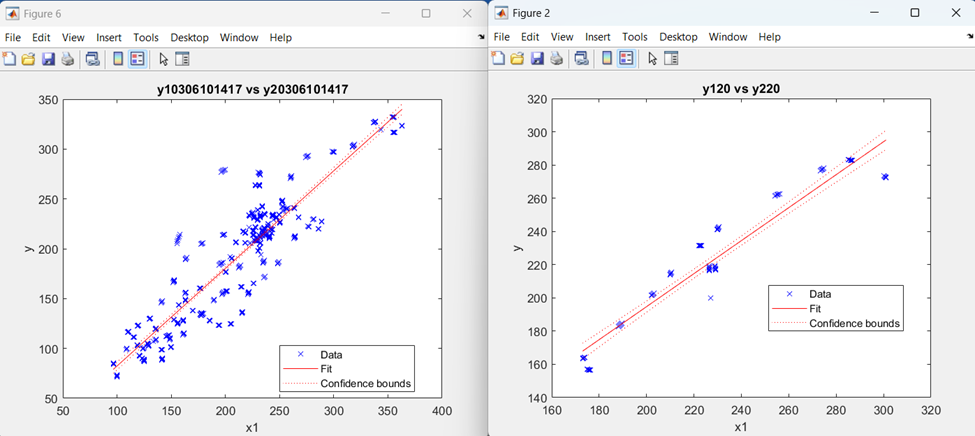 Figure 6
File Edit View Insert Tools Desktop Window Help
y10306101417 vs y20306101417
350
300
250
200
150
100
50
y
50 100 150 200 250 300 350 400
x1
Data
Fit
Confidence bounds
Figure 2
File Edit View Insert Tools Desktop Window Help
y120 vs y220
320
300
280
260
240
220
200
180
160
140
y
160 180 200 220 240 260 280 300 320
x1
Data
Fit
Confidence bounds